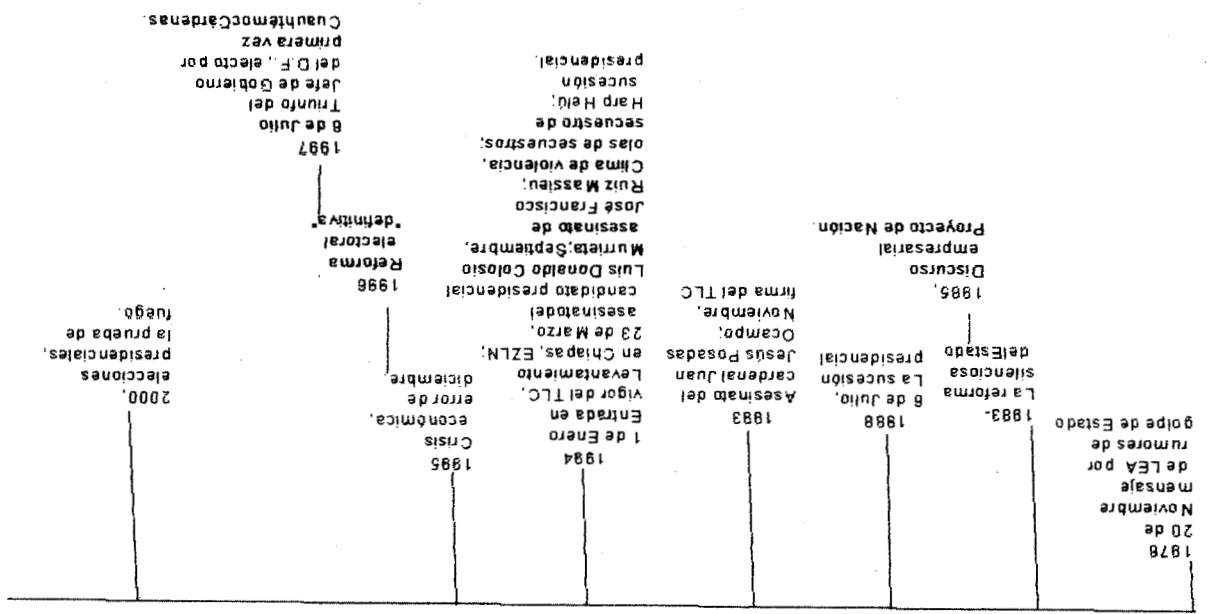 1976
20 de
Noviembre
mensaje
de LEA por
rumores de
golpe de Estado
1983-
La reforma
silenciosa
delEstado
1985,
Discurso
empresarial
Proyecto de Nación.
1988
6 de Julio,
La sucesión
presidencial
1993
Asesinato del
cardenal Juan
Jesús Posadas
Ocampo;
Noviembre,
firma del TLC
1994
1 de Enero
Entrada en
vigor del TLC,
Levantamiento
en Chiapas, EZLN;
23 de Marzo,
asesinatodel
candidato presidencial
Luis Donaldo Colosio
Murrieta;Septiembre,
asesinato de
José Francisco
Ruiz Massieu;
Clima de violencia,
olas de secuestros;
secuestro de
Harp Helú;
sucesión
presidencial.
1995
Crisis
económica,
error de
diciembre.
1996
Reforma
electoral
"definitiva"
1997
6 de Julio
Triunfo del
Jefe de Gobierno
del D.F., electo por
primera vez
CuauhtémocCárdenas.
2000,
elecciones
presidenciales,
la prueba de
fuego.